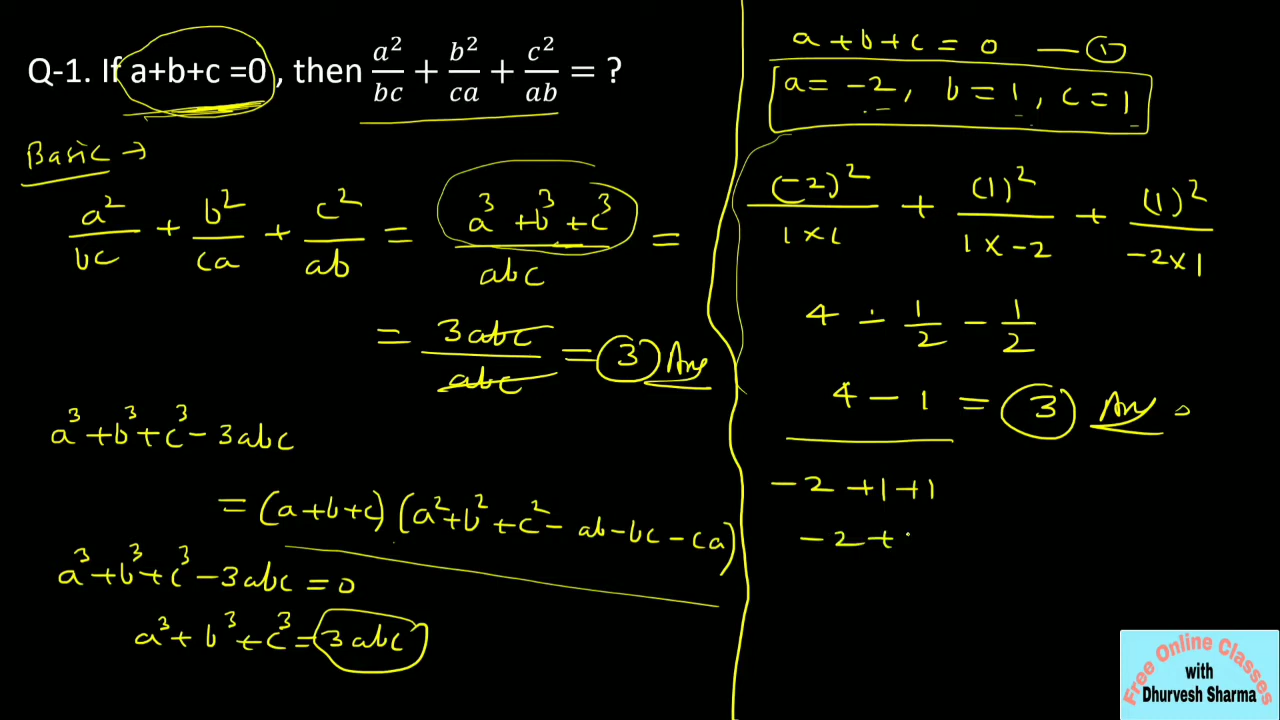 Q-1. If a+b+c =0 , then a²/bc + b²/ca + c²/ab = ?
Basic →
a²/bc + b²/ca + c²/ab = a³+b³+c³/abc =
= 3abc/abc = 3 Ans
a³+b³+c³-3abc
= (a+b+c) (a²+b²+c²-ab-bc-ca)
a³+b³+c³-3abc = 0
a³+b³+c³ = 3abc
a+b+c = 0 — ①
a = -2, b = 1, c = 1
(-2)²/1×1 + (1)²/1×-2 + (1)²/-2×1
4 - 1/2 - 1/2
4 - 1 = 3 Ans
-2+1+1
-2+
Free Online Classes
with
Dhurvesh Sharma